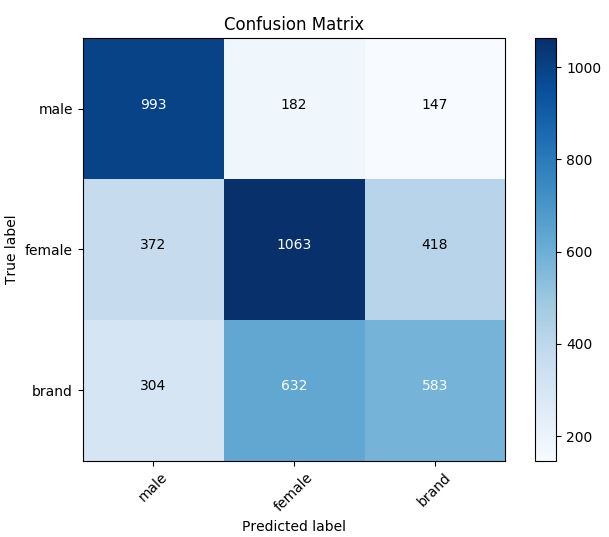 Confusion Matrix
True label
male 993 182 147
female 372 1063 418
brand 304 632 583
male female brand
Predicted label
1000
800
600
400
200